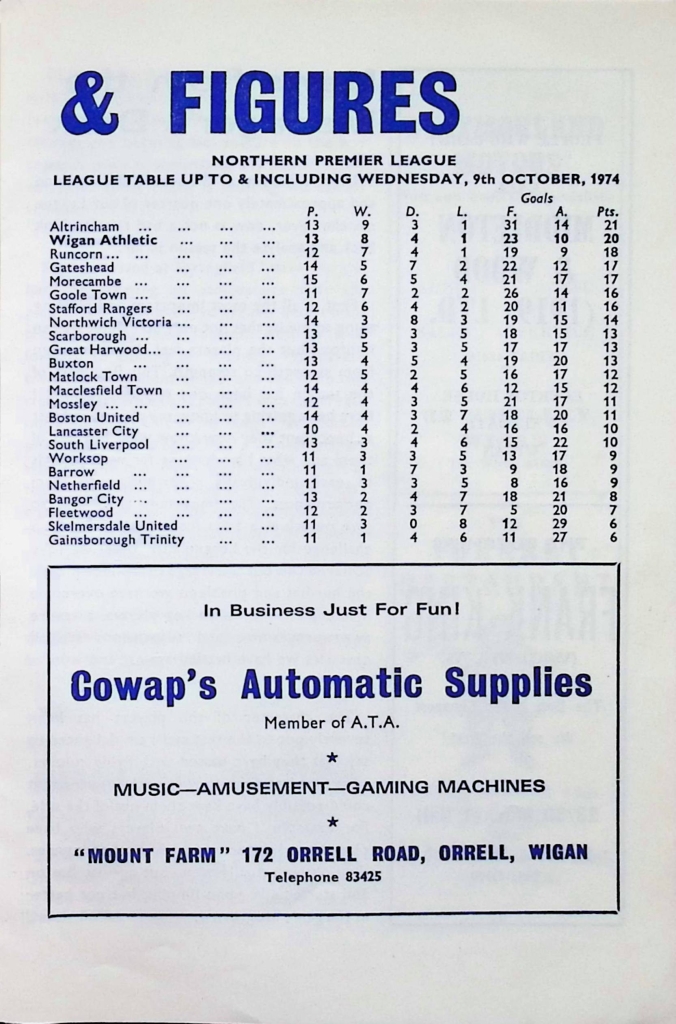 & FIGURES
NORTHERN PREMIER LEAGUE
LEAGUE TABLE UP TO & INCLUDING WEDNESDAY, 9th OCTOBER, 1974
Goals
P. W. D. L. F. A. Pts.
Altrincham ... ... ... 13 9 3 1 31 14 21
Wigan Athletic ... ... ... 13 8 4 1 23 10 20
Runcorn ... ... ... ... ... 12 7 4 1 19 9 18
Gateshead ... ... ... ... 14 5 7 2 22 12 17
Morecambe ... ... ... ... 15 6 5 4 21 17 17
Goole Town ... ... ... ... 11 7 2 2 26 14 16
Stafford Rangers ... ... ... 12 6 4 2 20 11 16
Northwich Victoria ... ... ... 14 3 8 3 19 15 14
Scarborough ... ... ... ... 13 5 3 5 18 15 13
Great Harwood... ... ... ... 13 5 3 5 17 17 13
Buxton ... ... ... ... 13 4 5 4 19 20 13
Matlock Town ... ... ... 12 5 2 5 16 17 12
Macclesfield Town ... ... ... 14 4 4 6 12 15 12
Mossley ... ... ... ... ... 12 4 3 5 21 21 11
Boston United ... ... ... 14 4 3 7 18 20 11
Lancaster City ... ... ... 10 4 2 4 16 16 10
South Liverpool ... ... ... 13 3 4 6 15 22 10
Worksop ... ... ... ... 11 3 3 5 13 17 9
Barrow ... ... ... ... 11 1 7 3 9 18 9
Netherfield ... ... ... ... 11 3 3 5 8 16 9
Bangor City ... ... ... ... 13 2 4 7 18 21 8
Fleetwood ... ... ... ... 12 2 3 7 5 20 7
Skelmersdale United ... ... 11 3 0 8 12 29 6
Gainsborough Trinity ... ... 11 1 4 6 11 27 6
In Business Just For Fun!
Cowap's Automatic Supplies
Member of A.T.A.
★
MUSIC—AMUSEMENT—GAMING MACHINES
★
"MOUNT FARM" 172 ORRELL ROAD, ORRELL, WIGAN
Telephone 83425